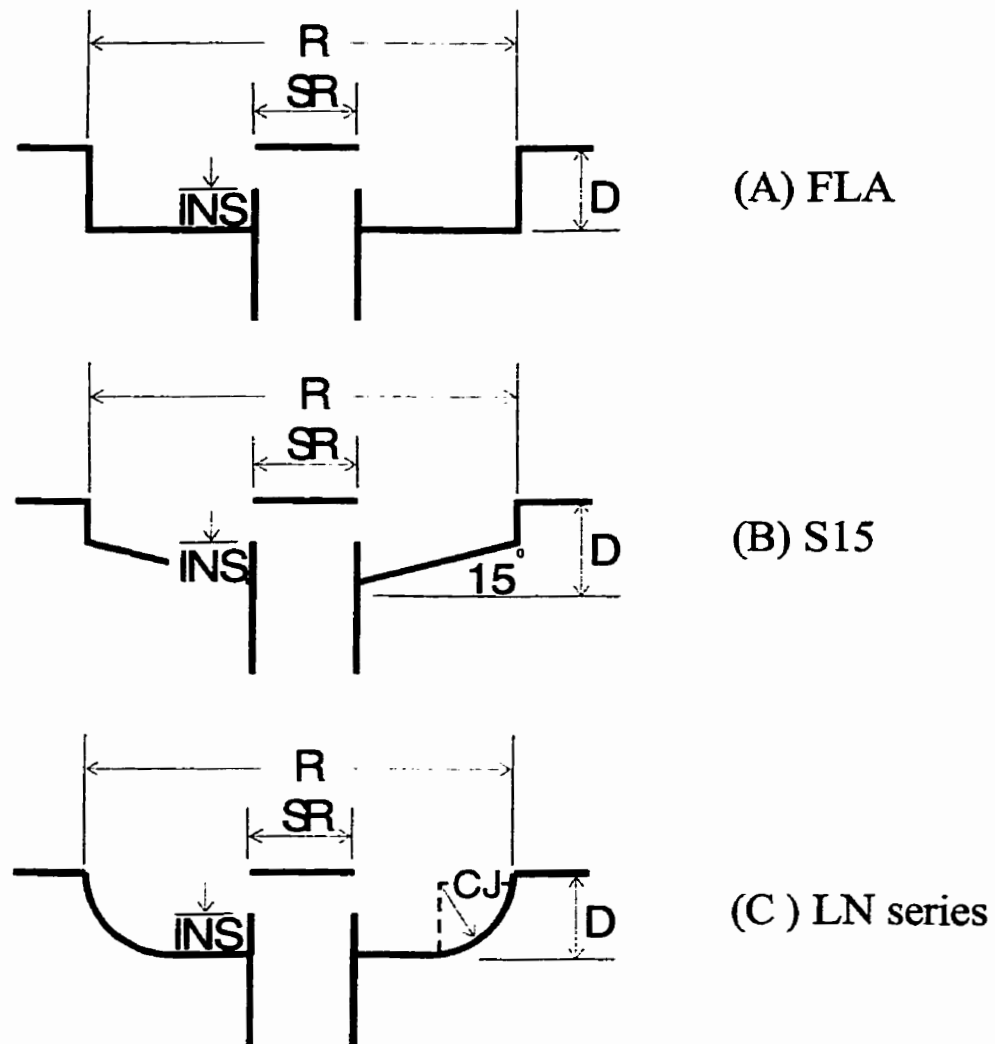 R
SR
INS
D
(A) FLA
R
SR
INS
D
15°
(B) S15
R
SR
CJ
INS
D
(C ) LN series